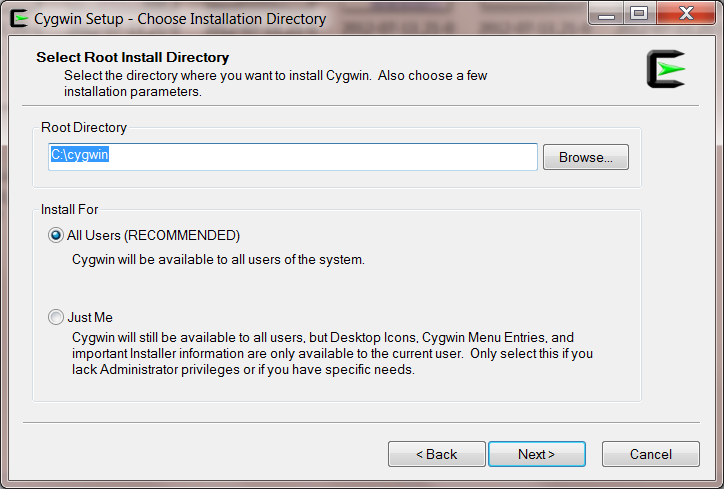 Cygwin Setup - Choose Installation Directory
Select Root Install Directory
Select the directory where you want to install Cygwin.  Also choose a few
installation parameters.
Root Directory
C:\cygwin
Browse...
Install For
All Users (RECOMMENDED)
Cygwin will be available to all users of the system.
Just Me
Cygwin will still be available to all users, but Desktop Icons, Cygwin Menu Entries, and
important Installer information are only available to the current user.  Only select this if you
lack Administrator privileges or if you have specific needs.
< Back
Next >
Cancel